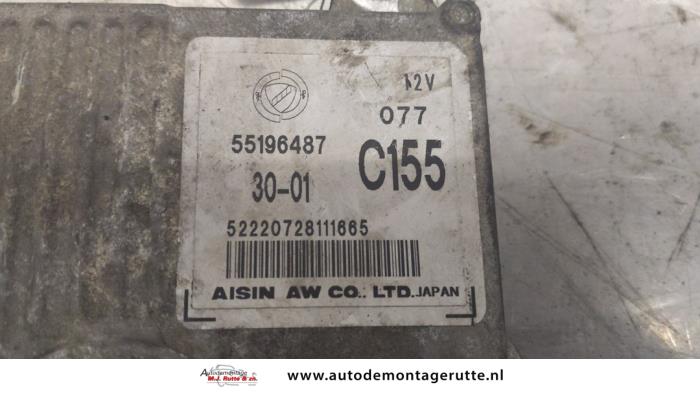 12V
077
55196487
C155
30-01
52220728111665
AISIN AW CO., LTD. JAPAN
Autodemontage
M.J. Rutte & zn.
www.autodemontagerutte.nl